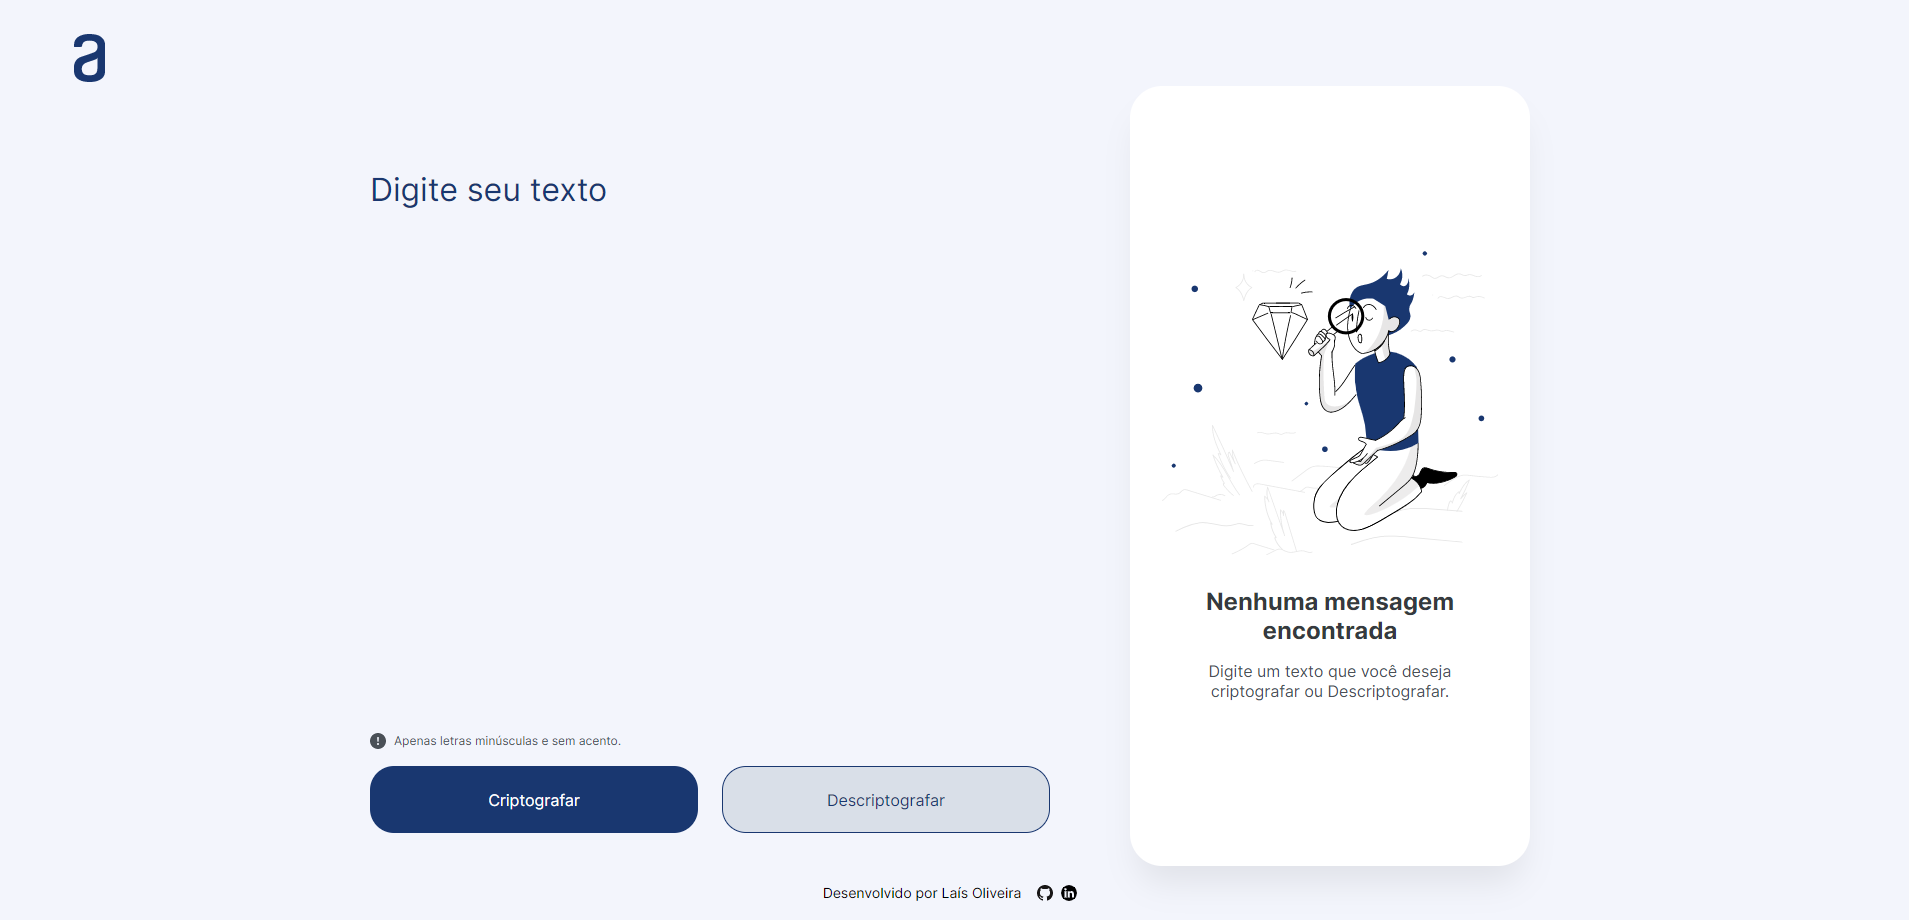 a
Digite seu texto
Nenhuma mensagem
encontrada
Digite um texto que você deseja
criptografar ou Descriptografar.
Apenas letras minúsculas e sem acento.
Criptografar
Descriptografar
Desenvolvido por Laís Oliveira
in